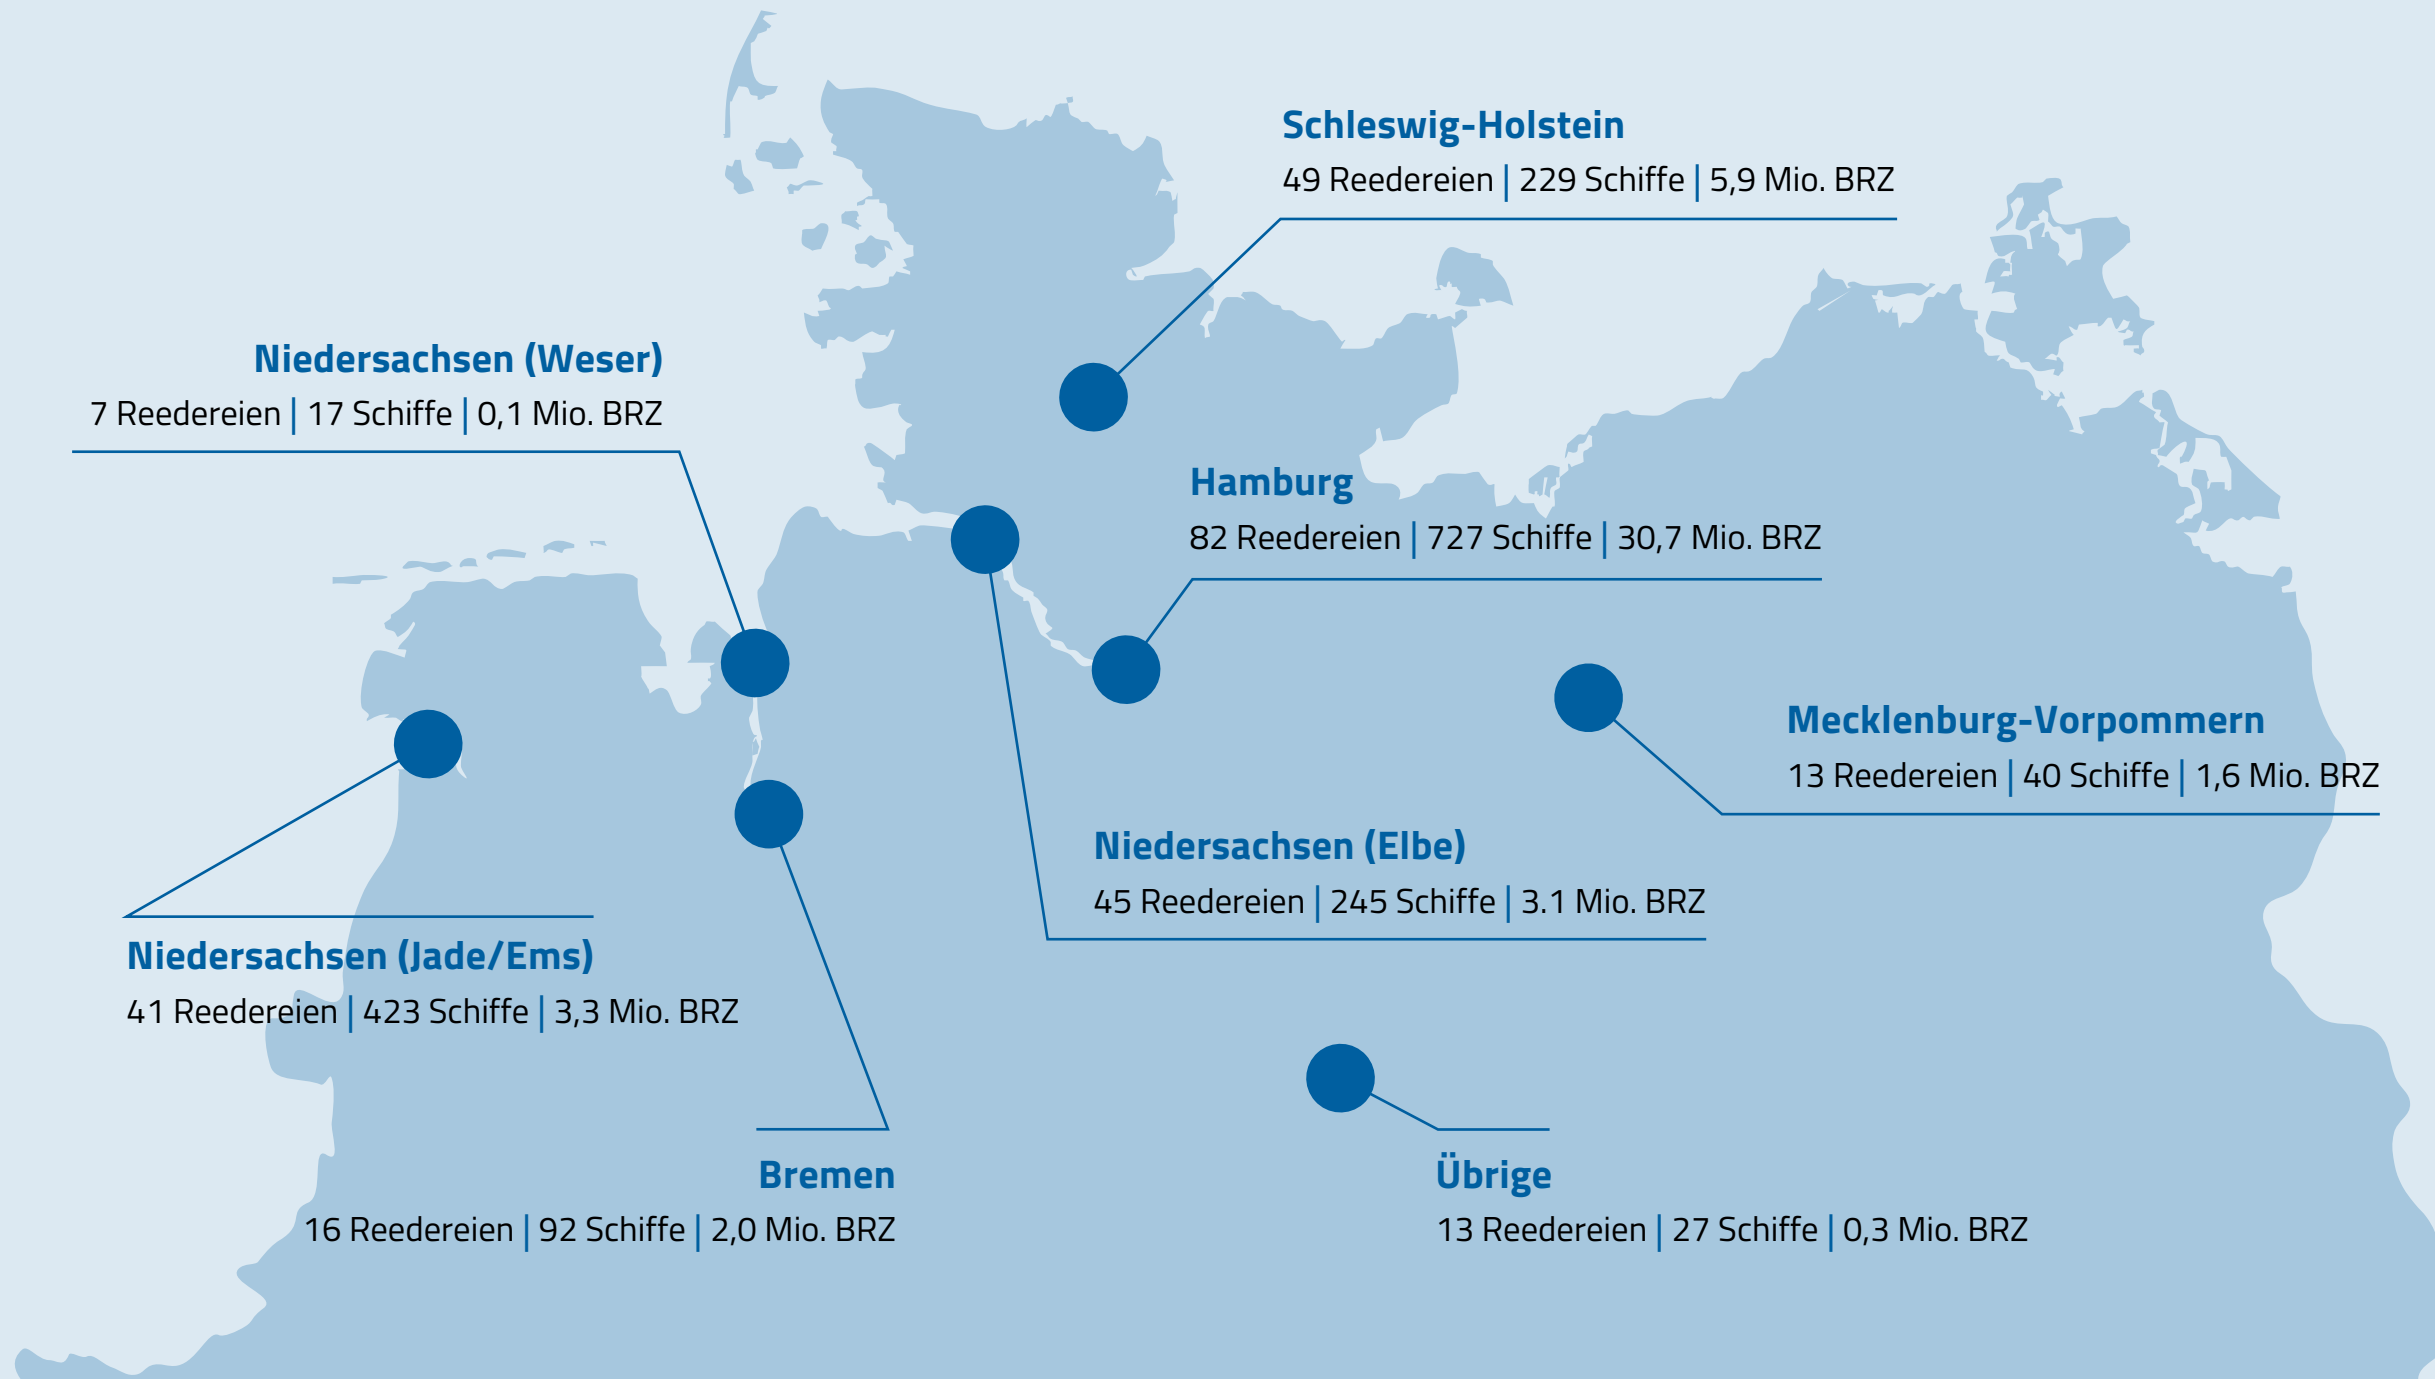 Schleswig-Holstein
49 Reedereien | 229 Schiffe | 5,9 Mio. BRZ
Niedersachsen (Weser)
7 Reedereien | 17 Schiffe | 0,1 Mio. BRZ
Hamburg
82 Reedereien | 727 Schiffe | 30,7 Mio. BRZ
Mecklenburg-Vorpommern
13 Reedereien | 40 Schiffe | 1,6 Mio. BRZ
Niedersachsen (Elbe)
45 Reedereien | 245 Schiffe | 3.1 Mio. BRZ
Niedersachsen (Jade/Ems)
41 Reedereien | 423 Schiffe | 3,3 Mio. BRZ
Bremen
16 Reedereien | 92 Schiffe | 2,0 Mio. BRZ
Übrige
13 Reedereien | 27 Schiffe | 0,3 Mio. BRZ